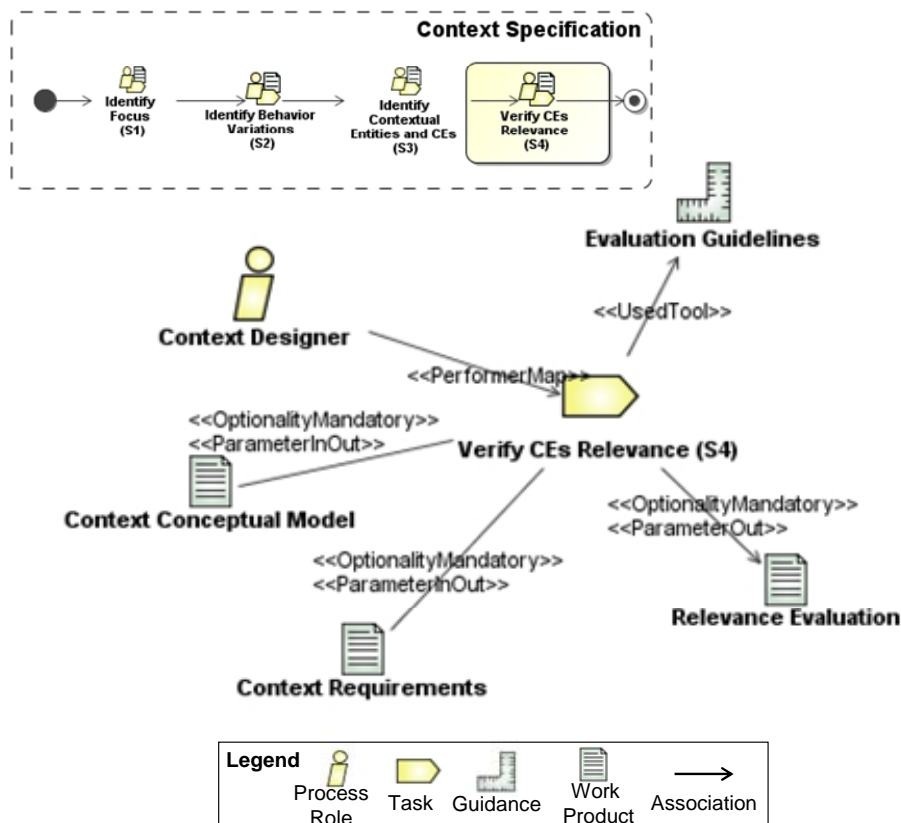 Context Specification
Identify
Focus
(S1)
Identify Behavior
Variations
(S2)
Identify
Contextual
Entities and CEs
(S3)
Verify CEs
Relevance
(S4)
Evaluation Guidelines
<<UsedTool>>
Context Designer
<<PerformerMap>>
<<OptionalityMandatory>>
<<ParameterInOut>>
Verify CEs Relevance (S4)
Context Conceptual Model
<<OptionalityMandatory>>
<<ParameterOut>>
<<OptionalityMandatory>>
<<ParameterInOut>>
Relevance Evaluation
Context Requirements
Legend
Process
Role
Task
Guidance
Work
Product
Association